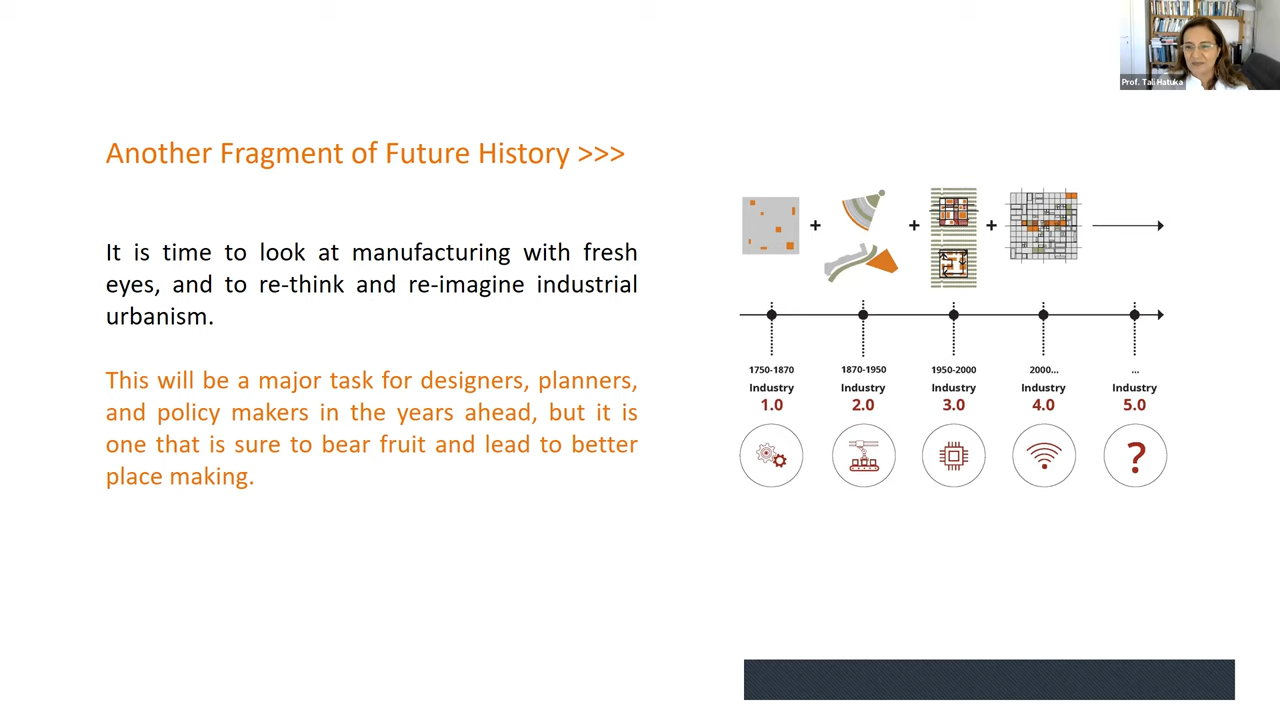 Prof. Tali Hatuka
Another Fragment of Future History >>>
It is time to look at manufacturing with fresh
eyes, and to re-think and re-imagine industrial
urbanism.
This will be a major task for designers, planners,
and policy makers in the years ahead, but it is
one that is sure to bear fruit and lead to better
place making.
+ + +
1750-1870 1870-1950 1950-2000 2000... ...
Industry Industry Industry Industry Industry
1.0 2.0 3.0 4.0 5.0
?